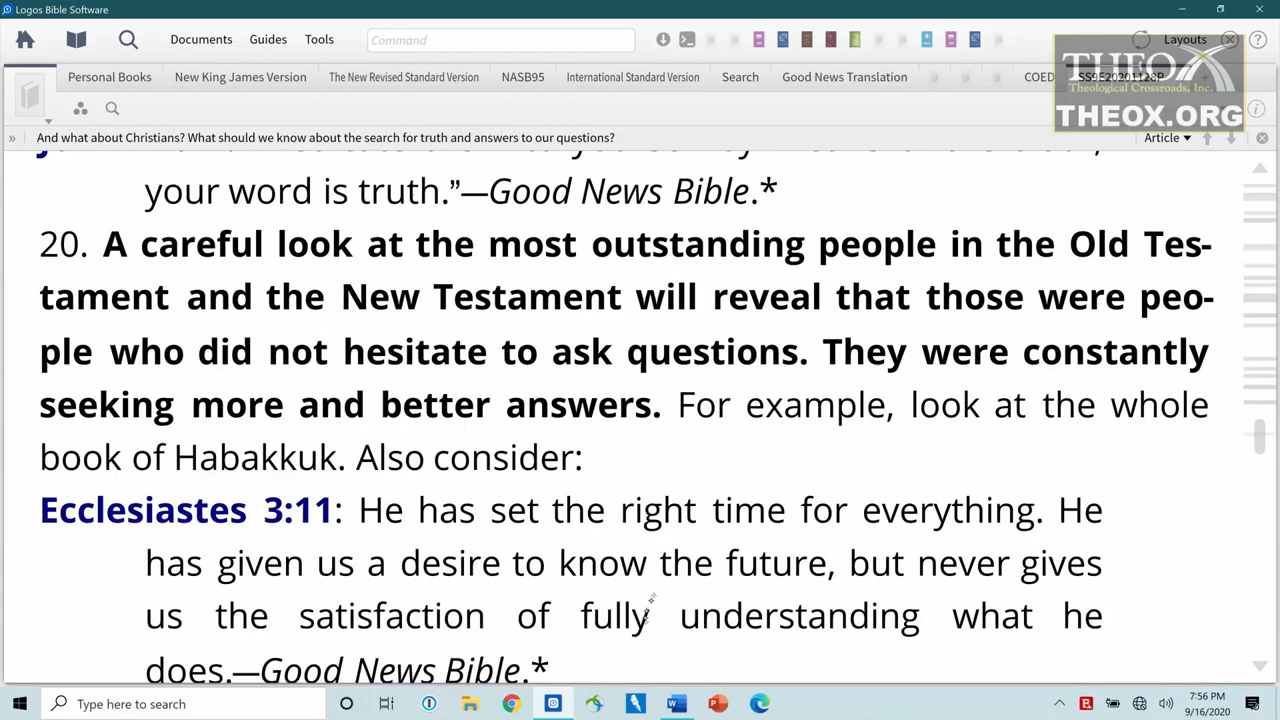 Logos Bible Software
Documents Guides Tools Command Layouts
THEOX
Theological Crossroads, Inc.
THEOX.ORG
Personal Books New King James Version The New Revised Standard Version NASB95 International Standard Version Search Good News Translation COED SS9E20201128P
And what about Christians? What should we know about the search for truth and answers to our questions? Article
your word is truth.”—Good News Bible.*
20. A careful look at the most outstanding people in the Old Tes-
tament and the New Testament will reveal that those were peo-
ple who did not hesitate to ask questions. They were constantly
seeking more and better answers. For example, look at the whole
book of Habakkuk. Also consider:
Ecclesiastes 3:11: He has set the right time for everything. He
has given us a desire to know the future, but never gives
us the satisfaction of fully understanding what he
does.—Good News Bible.*
Type here to search
7:56 PM
9/16/2020